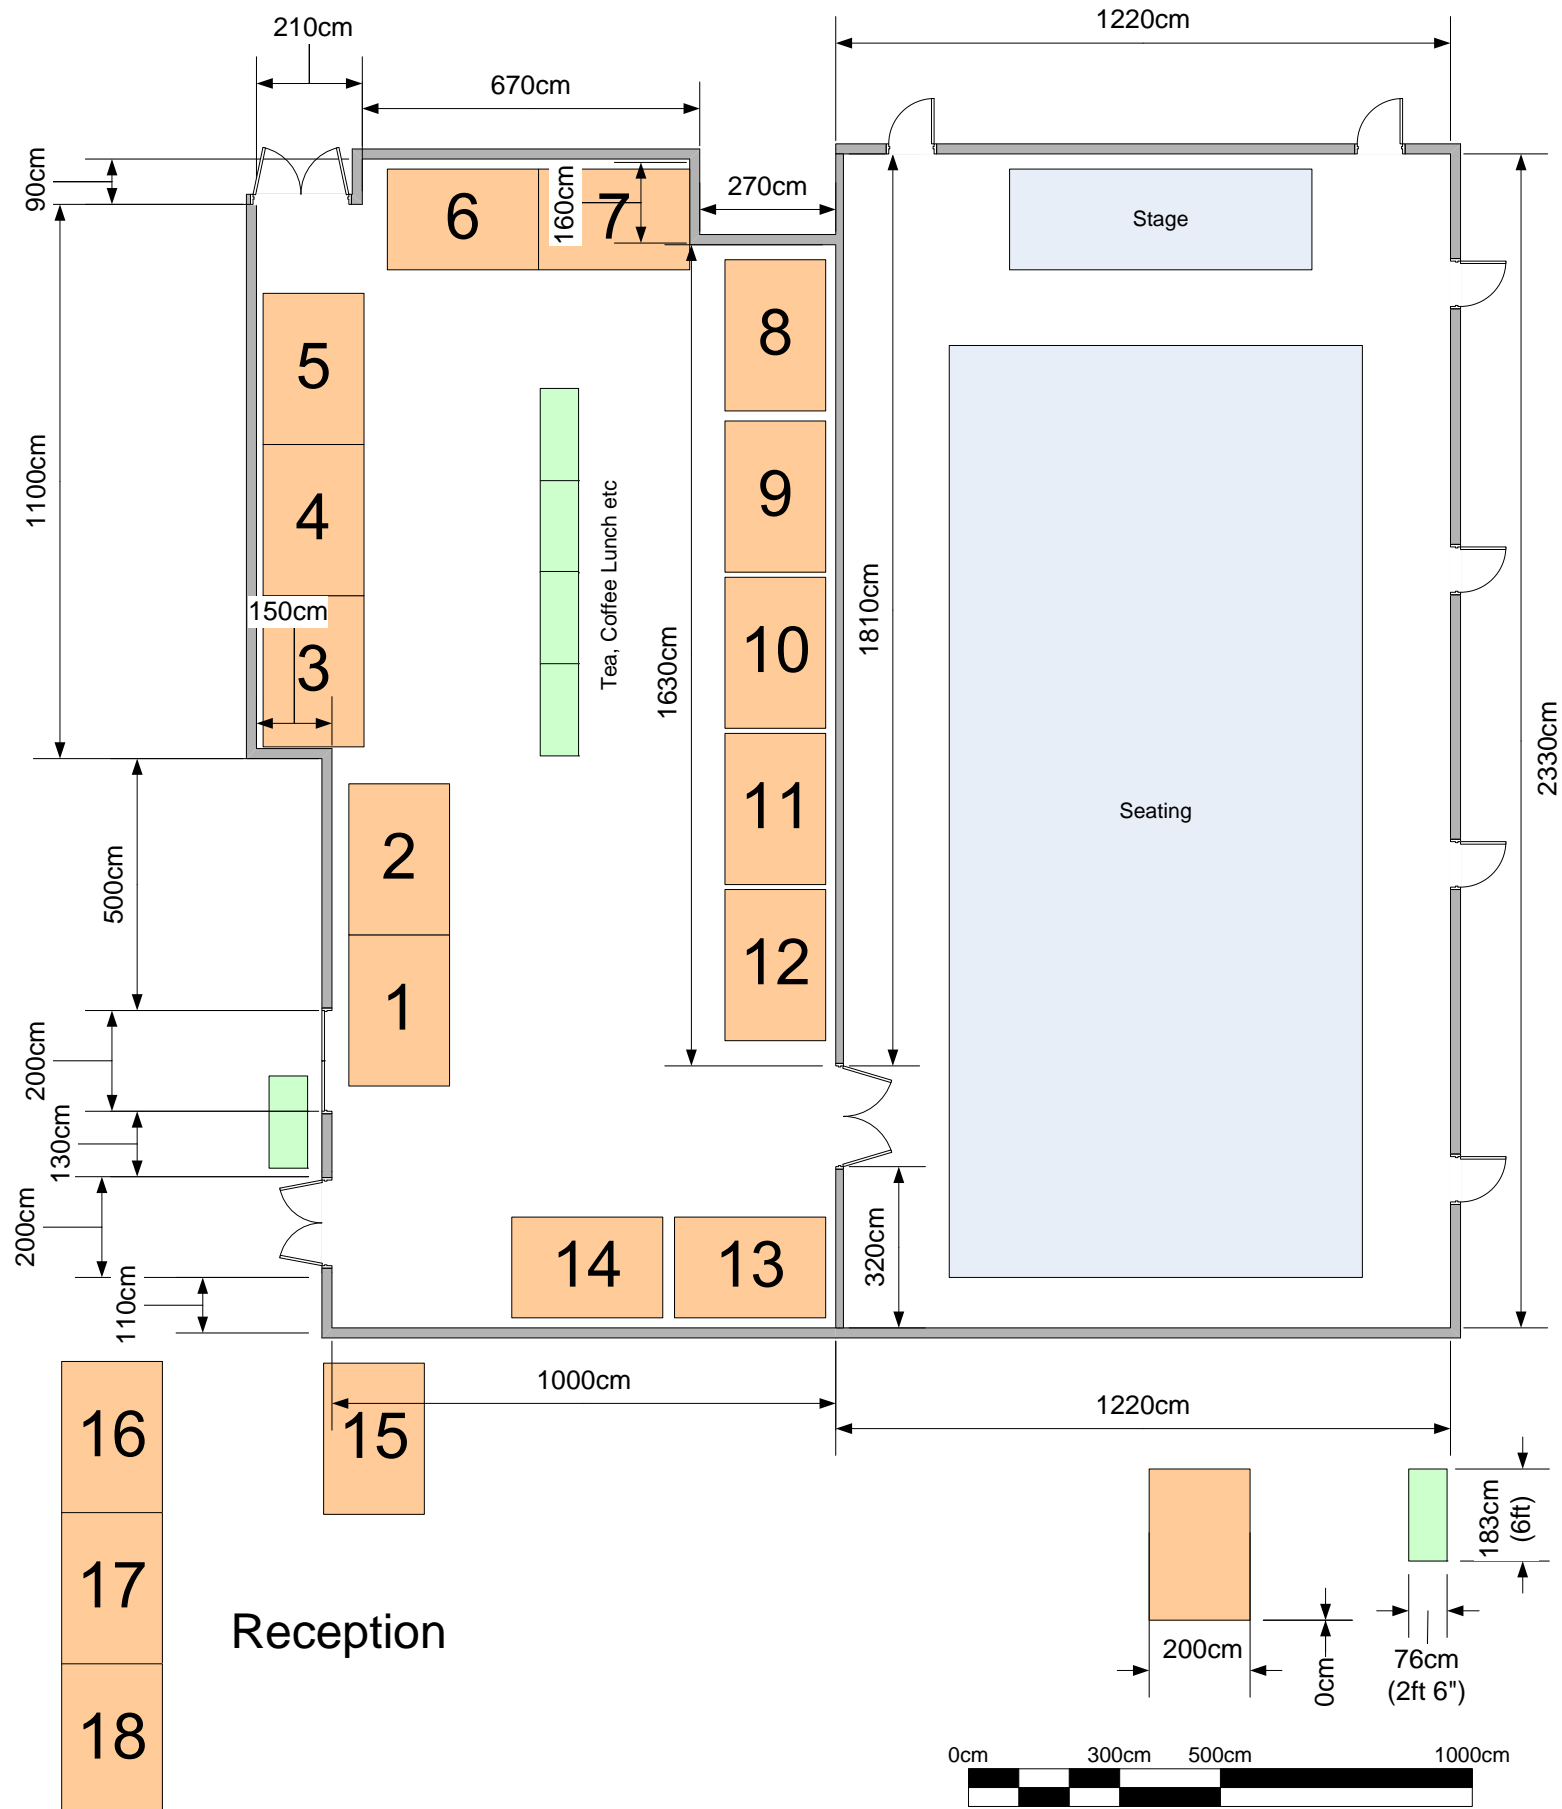 210cm
1220cm
670cm
90cm
160cm
270cm
6
7
Stage
8
5
1100cm
9
4
Tea, Coffee Lunch etc
1810cm
150cm
3
10
1630cm
2330cm
11
2
Seating
500cm
12
1
200cm
130cm
200cm
14
13
320cm
110cm
1000cm
1220cm
16
15
183cm
(6ft)
17
Reception
200cm
0cm
76cm
(2ft 6")
18
0cm
300cm
500cm
1000cm